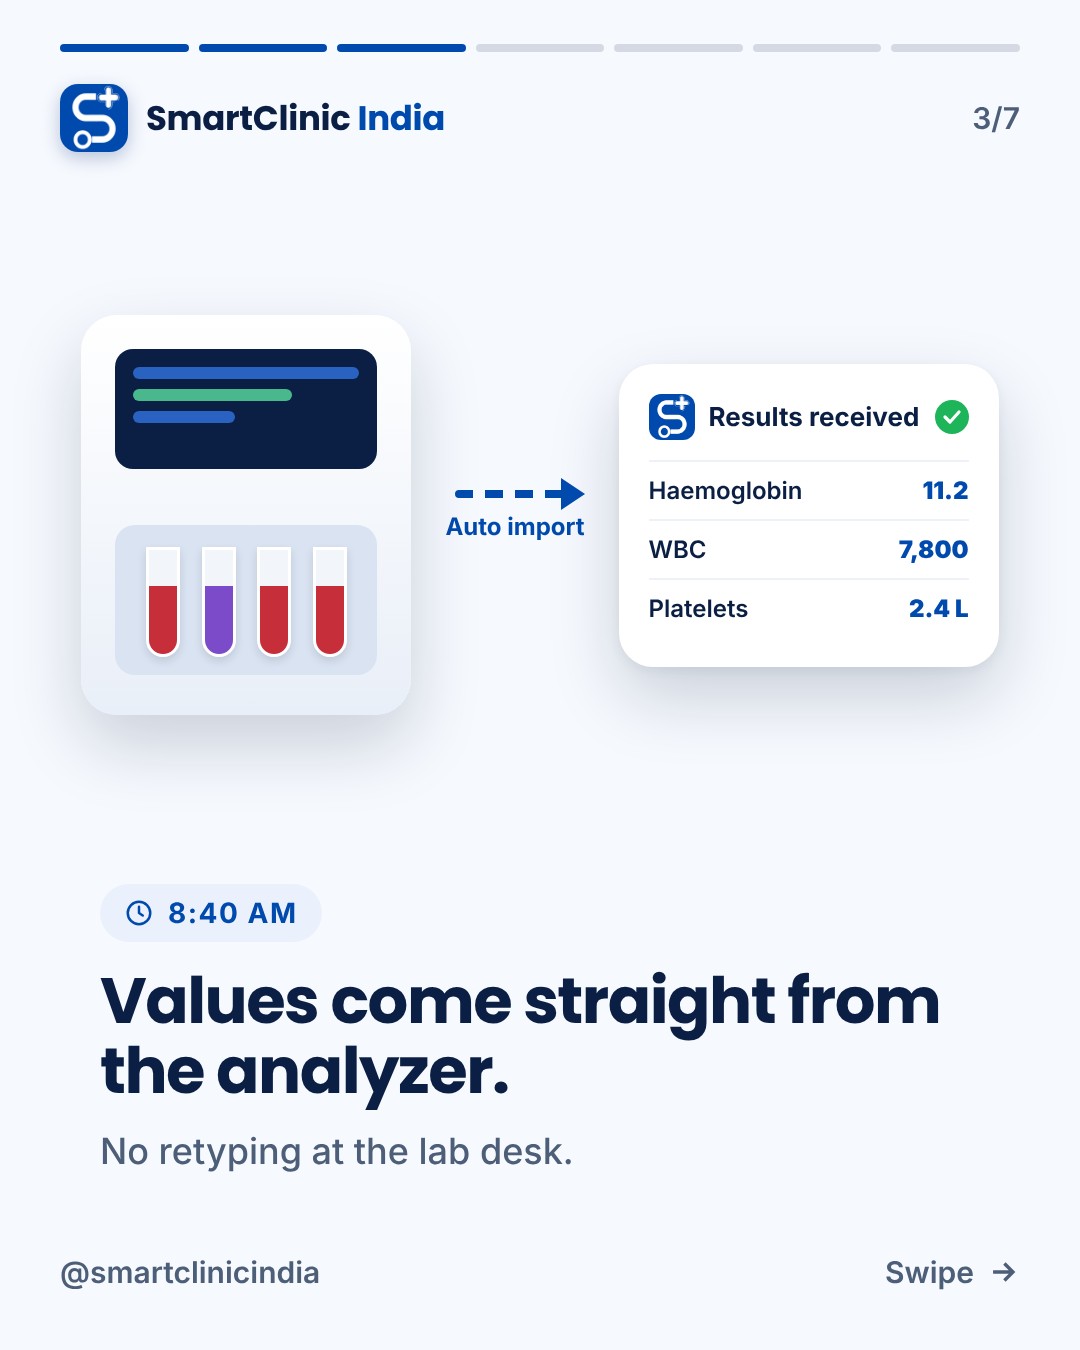 SmartClinic India
3/7
Results received
Haemoglobin 11.2
WBC 7,800
Platelets 2.4 L
Auto import
8:40 AM
Values come straight from
the analyzer.
No retyping at the lab desk.
@smartclinicindia
Swipe →